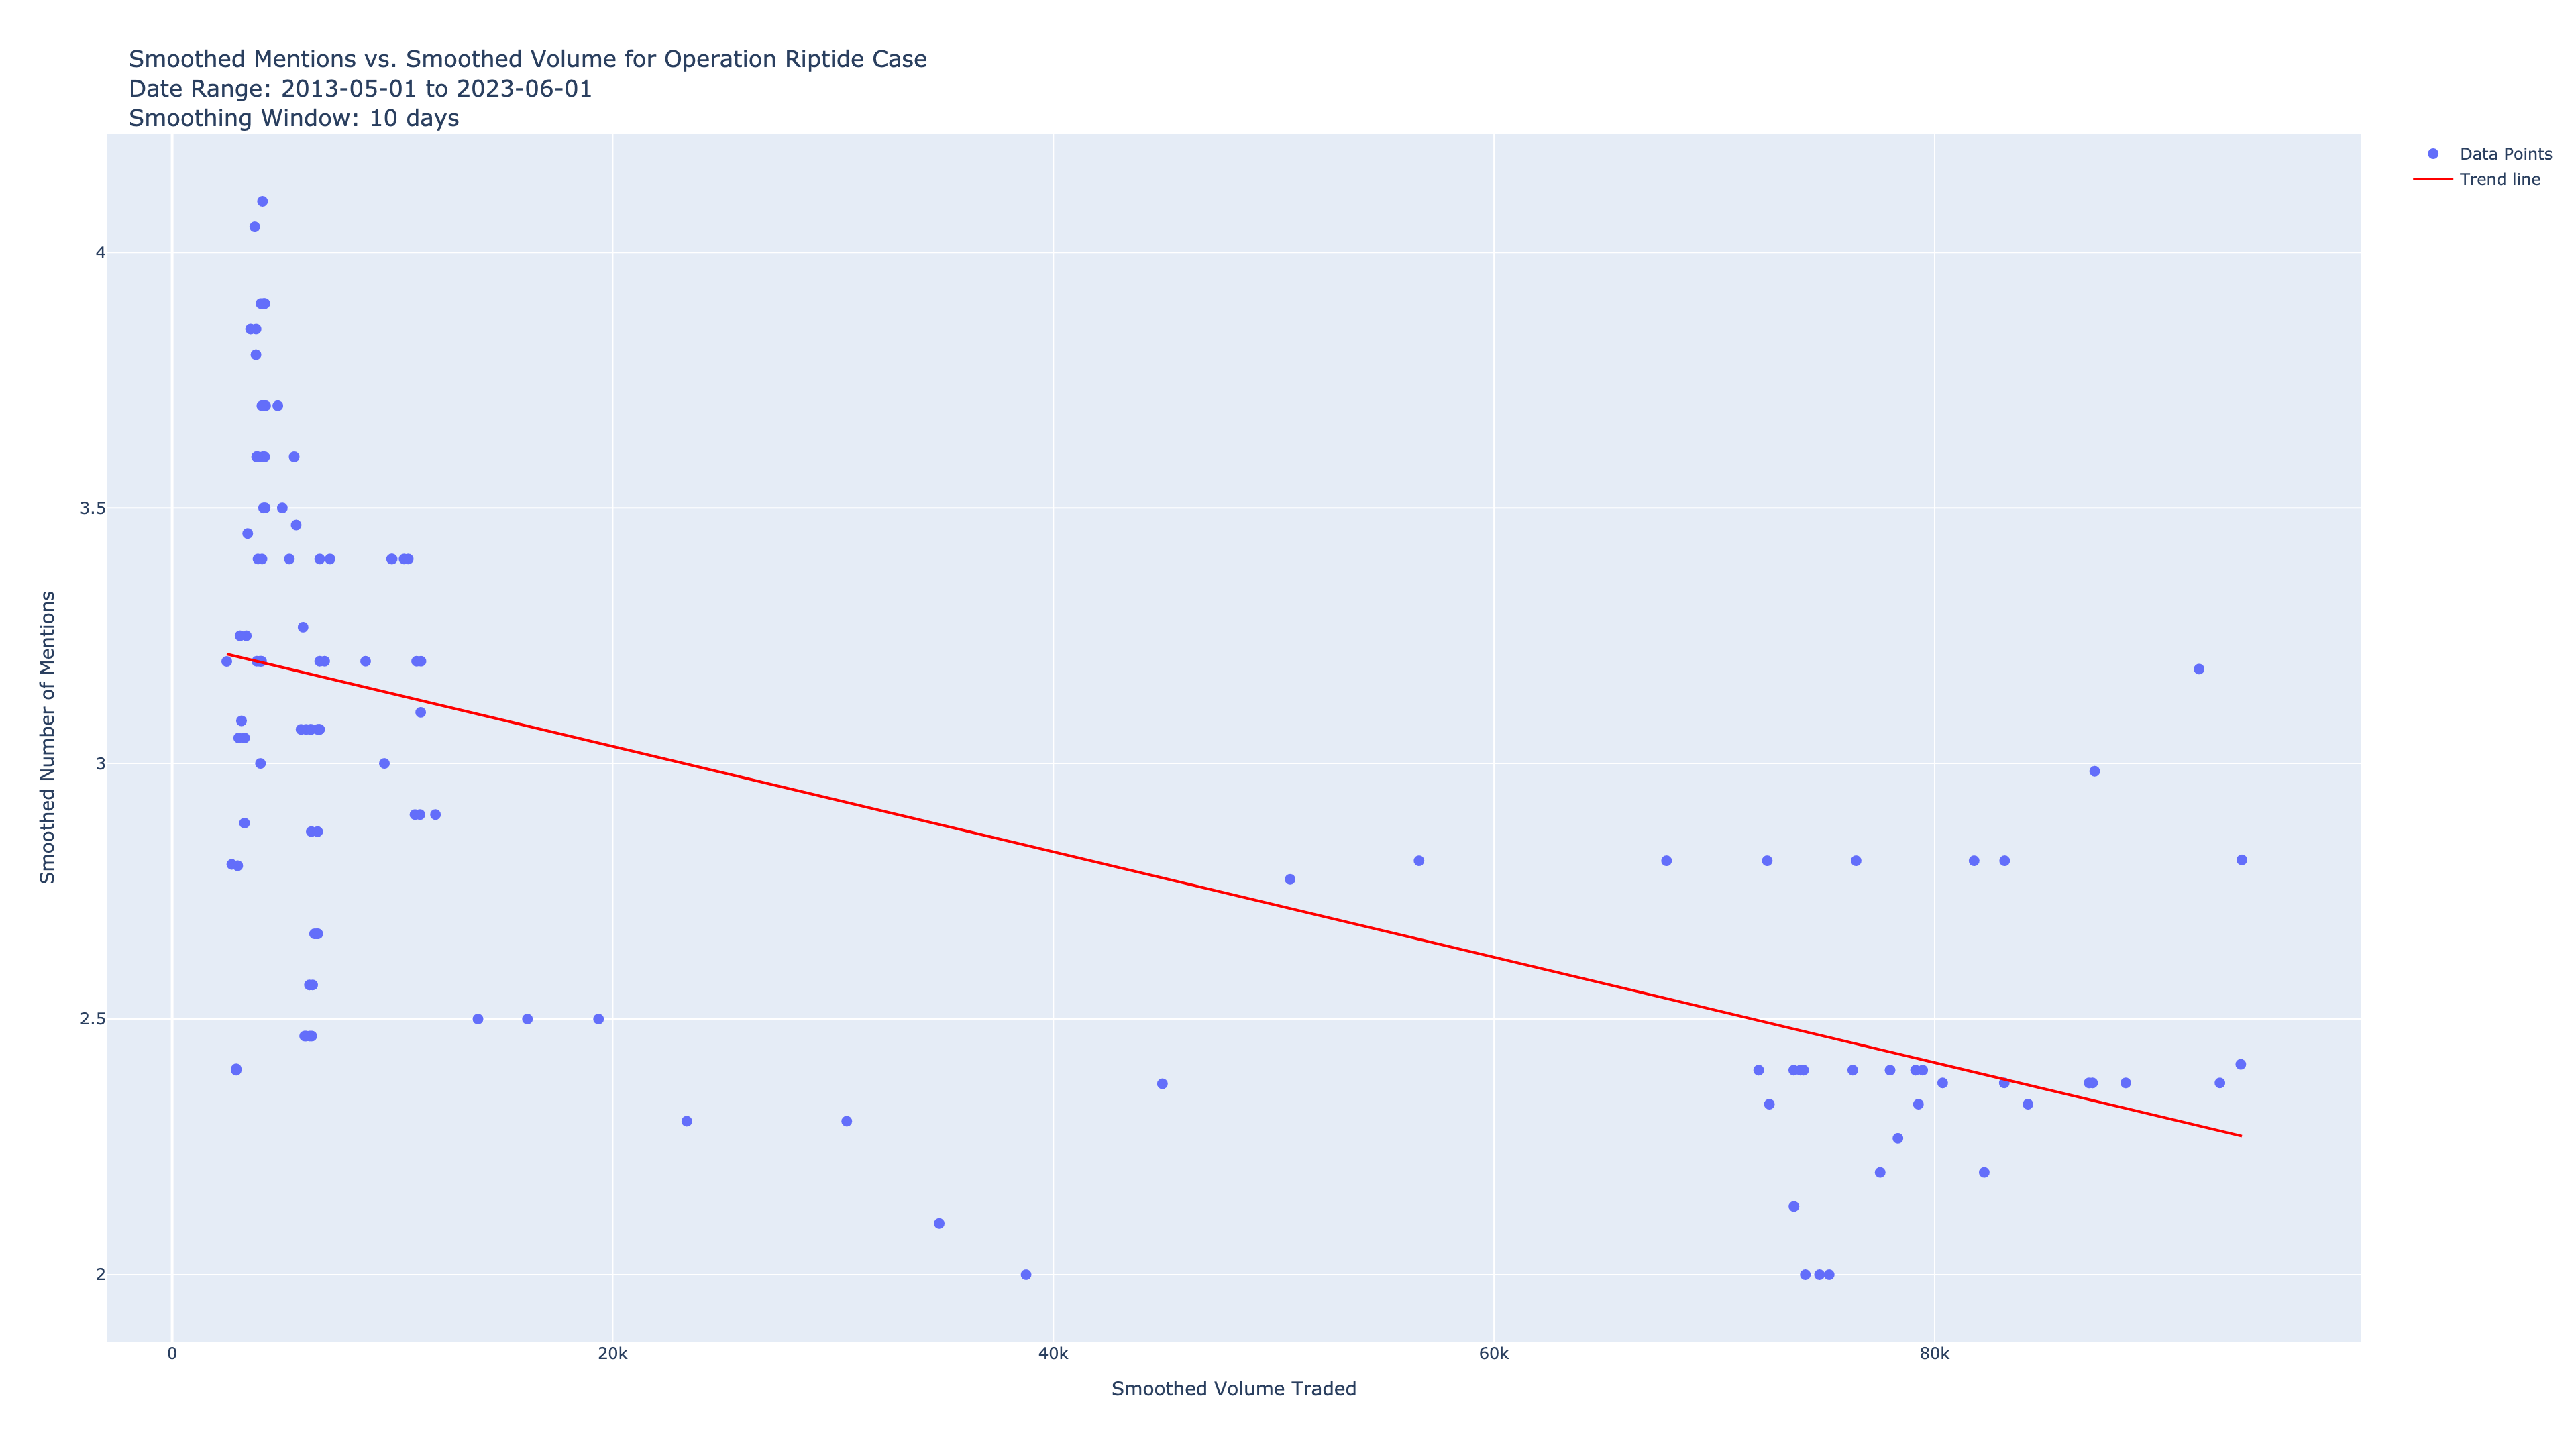 Smoothed Mentions vs. Smoothed Volume for Operation Riptide Case
Date Range: 2013-05-01 to 2023-06-01
Smoothing Window: 10 days
Data Points
Trend line
4
3.5
3
2.5
2
Smoothed Number of Mentions
0
20k
40k
60k
80k
Smoothed Volume Traded